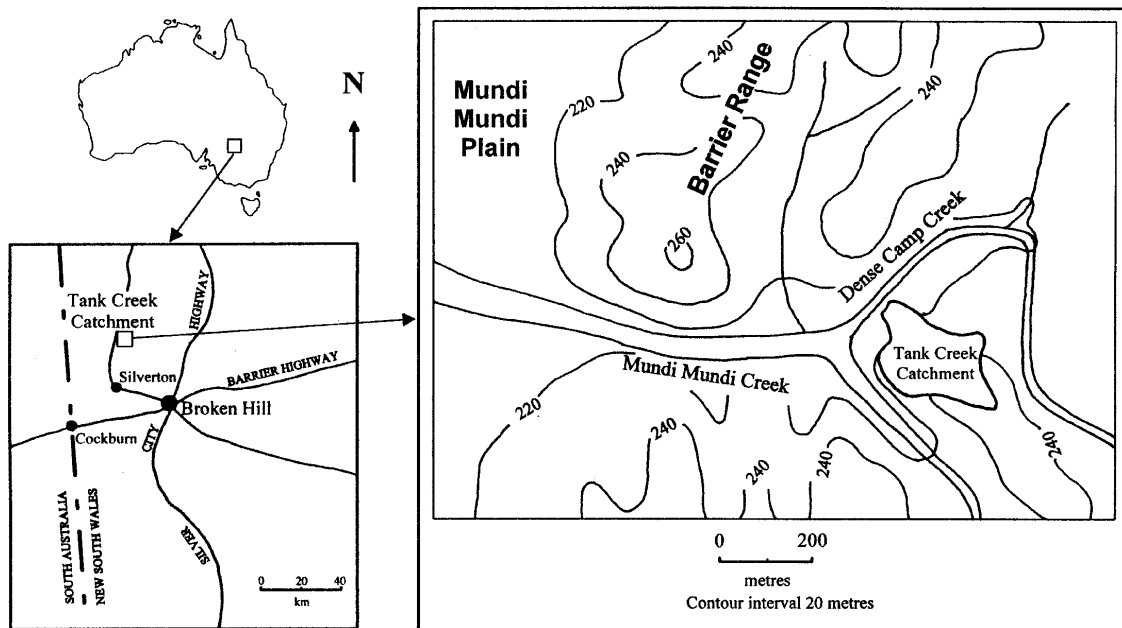 N
Tank Creek
Catchment
HIGHWAY
Silverton
BARRIER HIGHWAY
Broken Hill
Cockburn
CITY
SILVER
SOUTH AUSTRALIA
NEW SOUTH WALES
0 20 40
km
Mundi
Mundi
Plain
220
240
Barrier Range
240
240
260
Dense Camp Creek
Tank Creek
Catchment
Mundi Mundi Creek
220
240
240
240
240
0 200
metres
Contour interval 20 metres